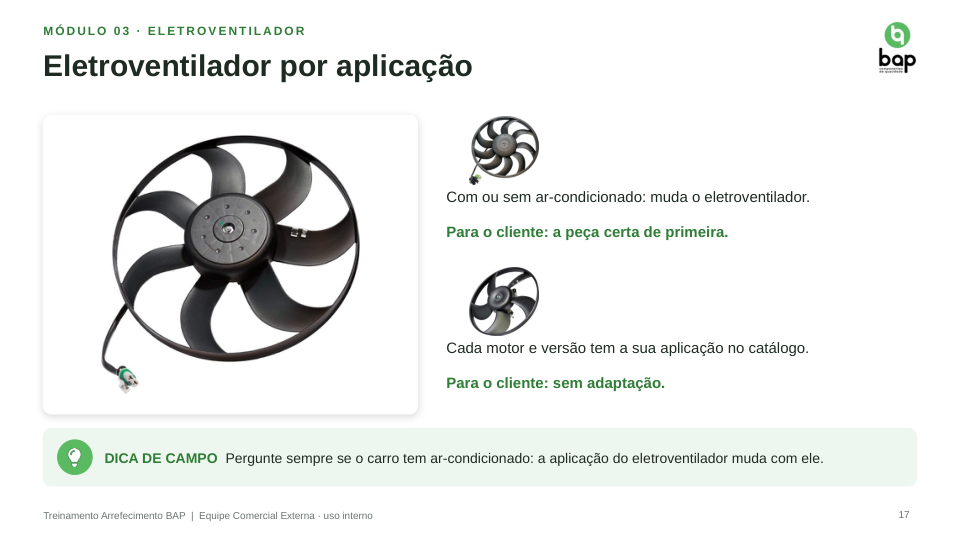 MÓDULO 03 · ELETROVENTILADOR
Eletroventilador por aplicação
bap
Com ou sem ar-condicionado: muda o eletroventilador.
Para o cliente: a peça certa de primeira.
Cada motor e versão tem a sua aplicação no catálogo.
Para o cliente: sem adaptação.
DICA DE CAMPO Pergunte sempre se o carro tem ar-condicionado: a aplicação do eletroventilador muda com ele.
Treinamento Arrefecimento BAP | Equipe Comercial Externa · uso interno
17